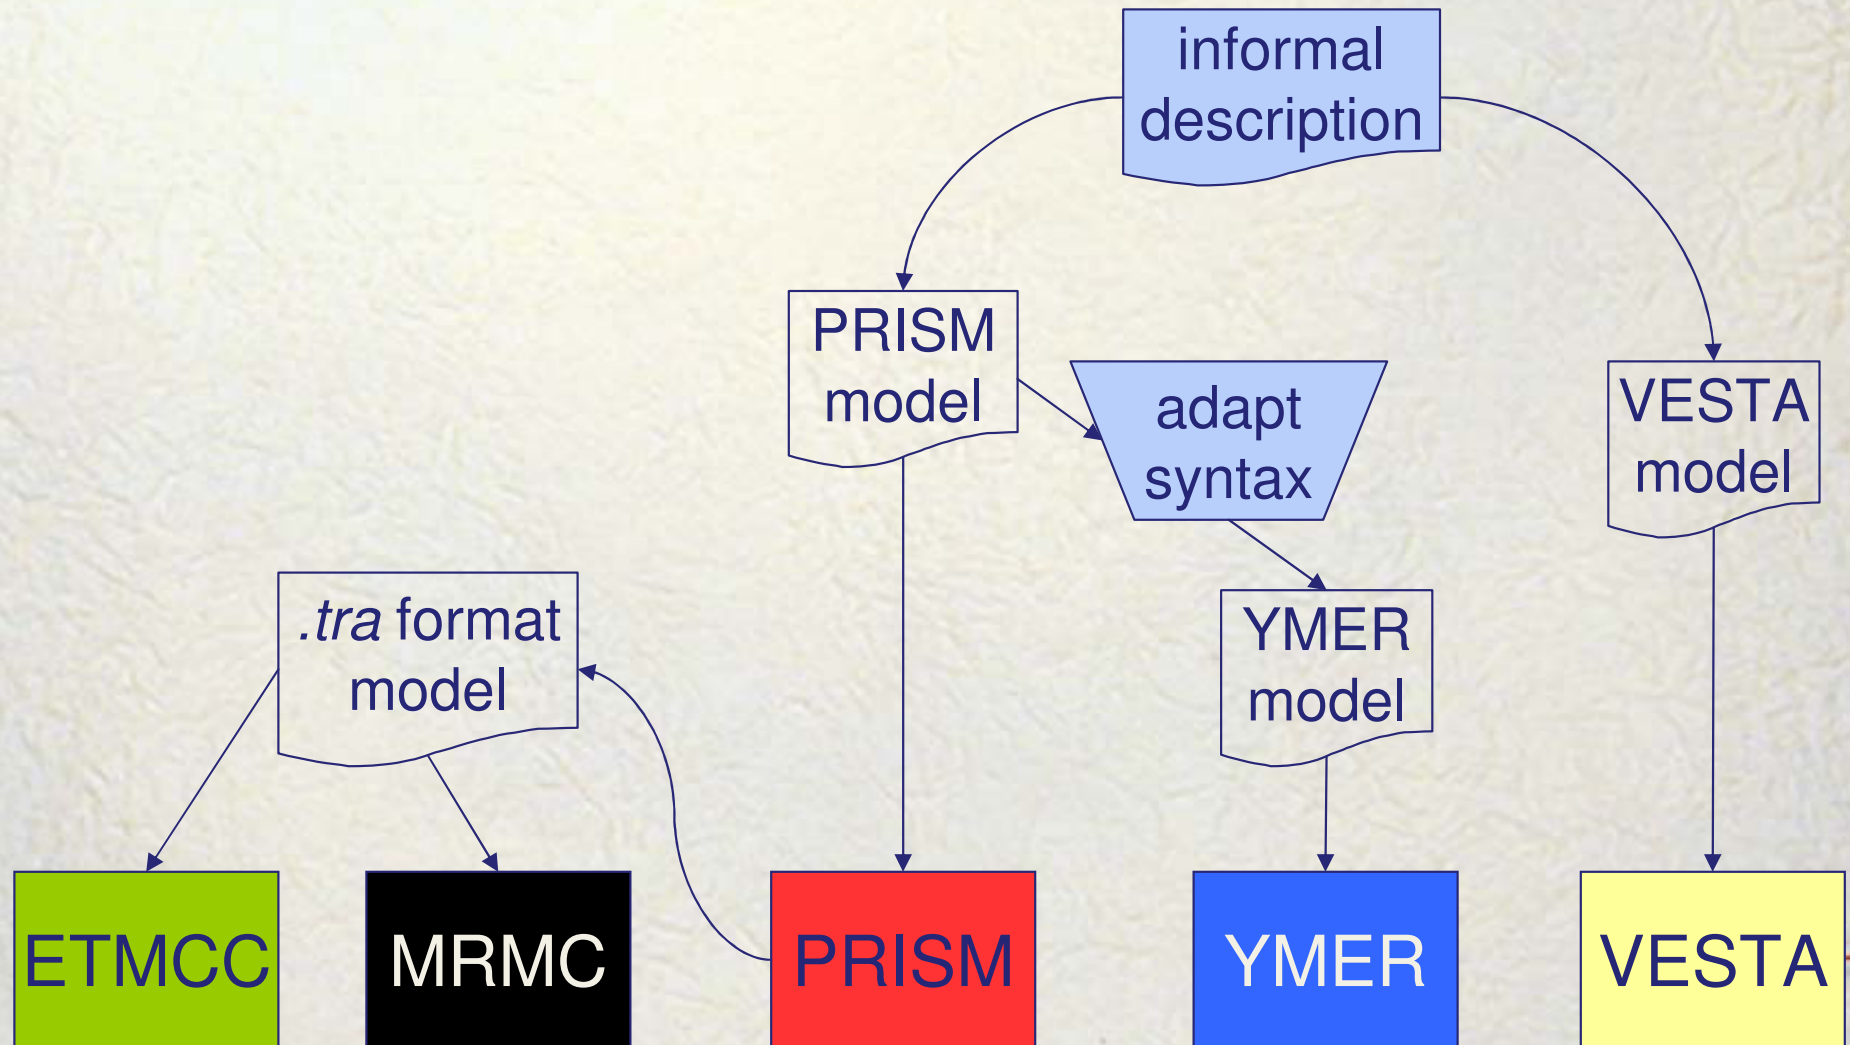 informal
description
PRISM
model
adapt
syntax
VESTA
model
.tra format
model
YMER
model
ETMCC
MRMC
PRISM
YMER
VESTA